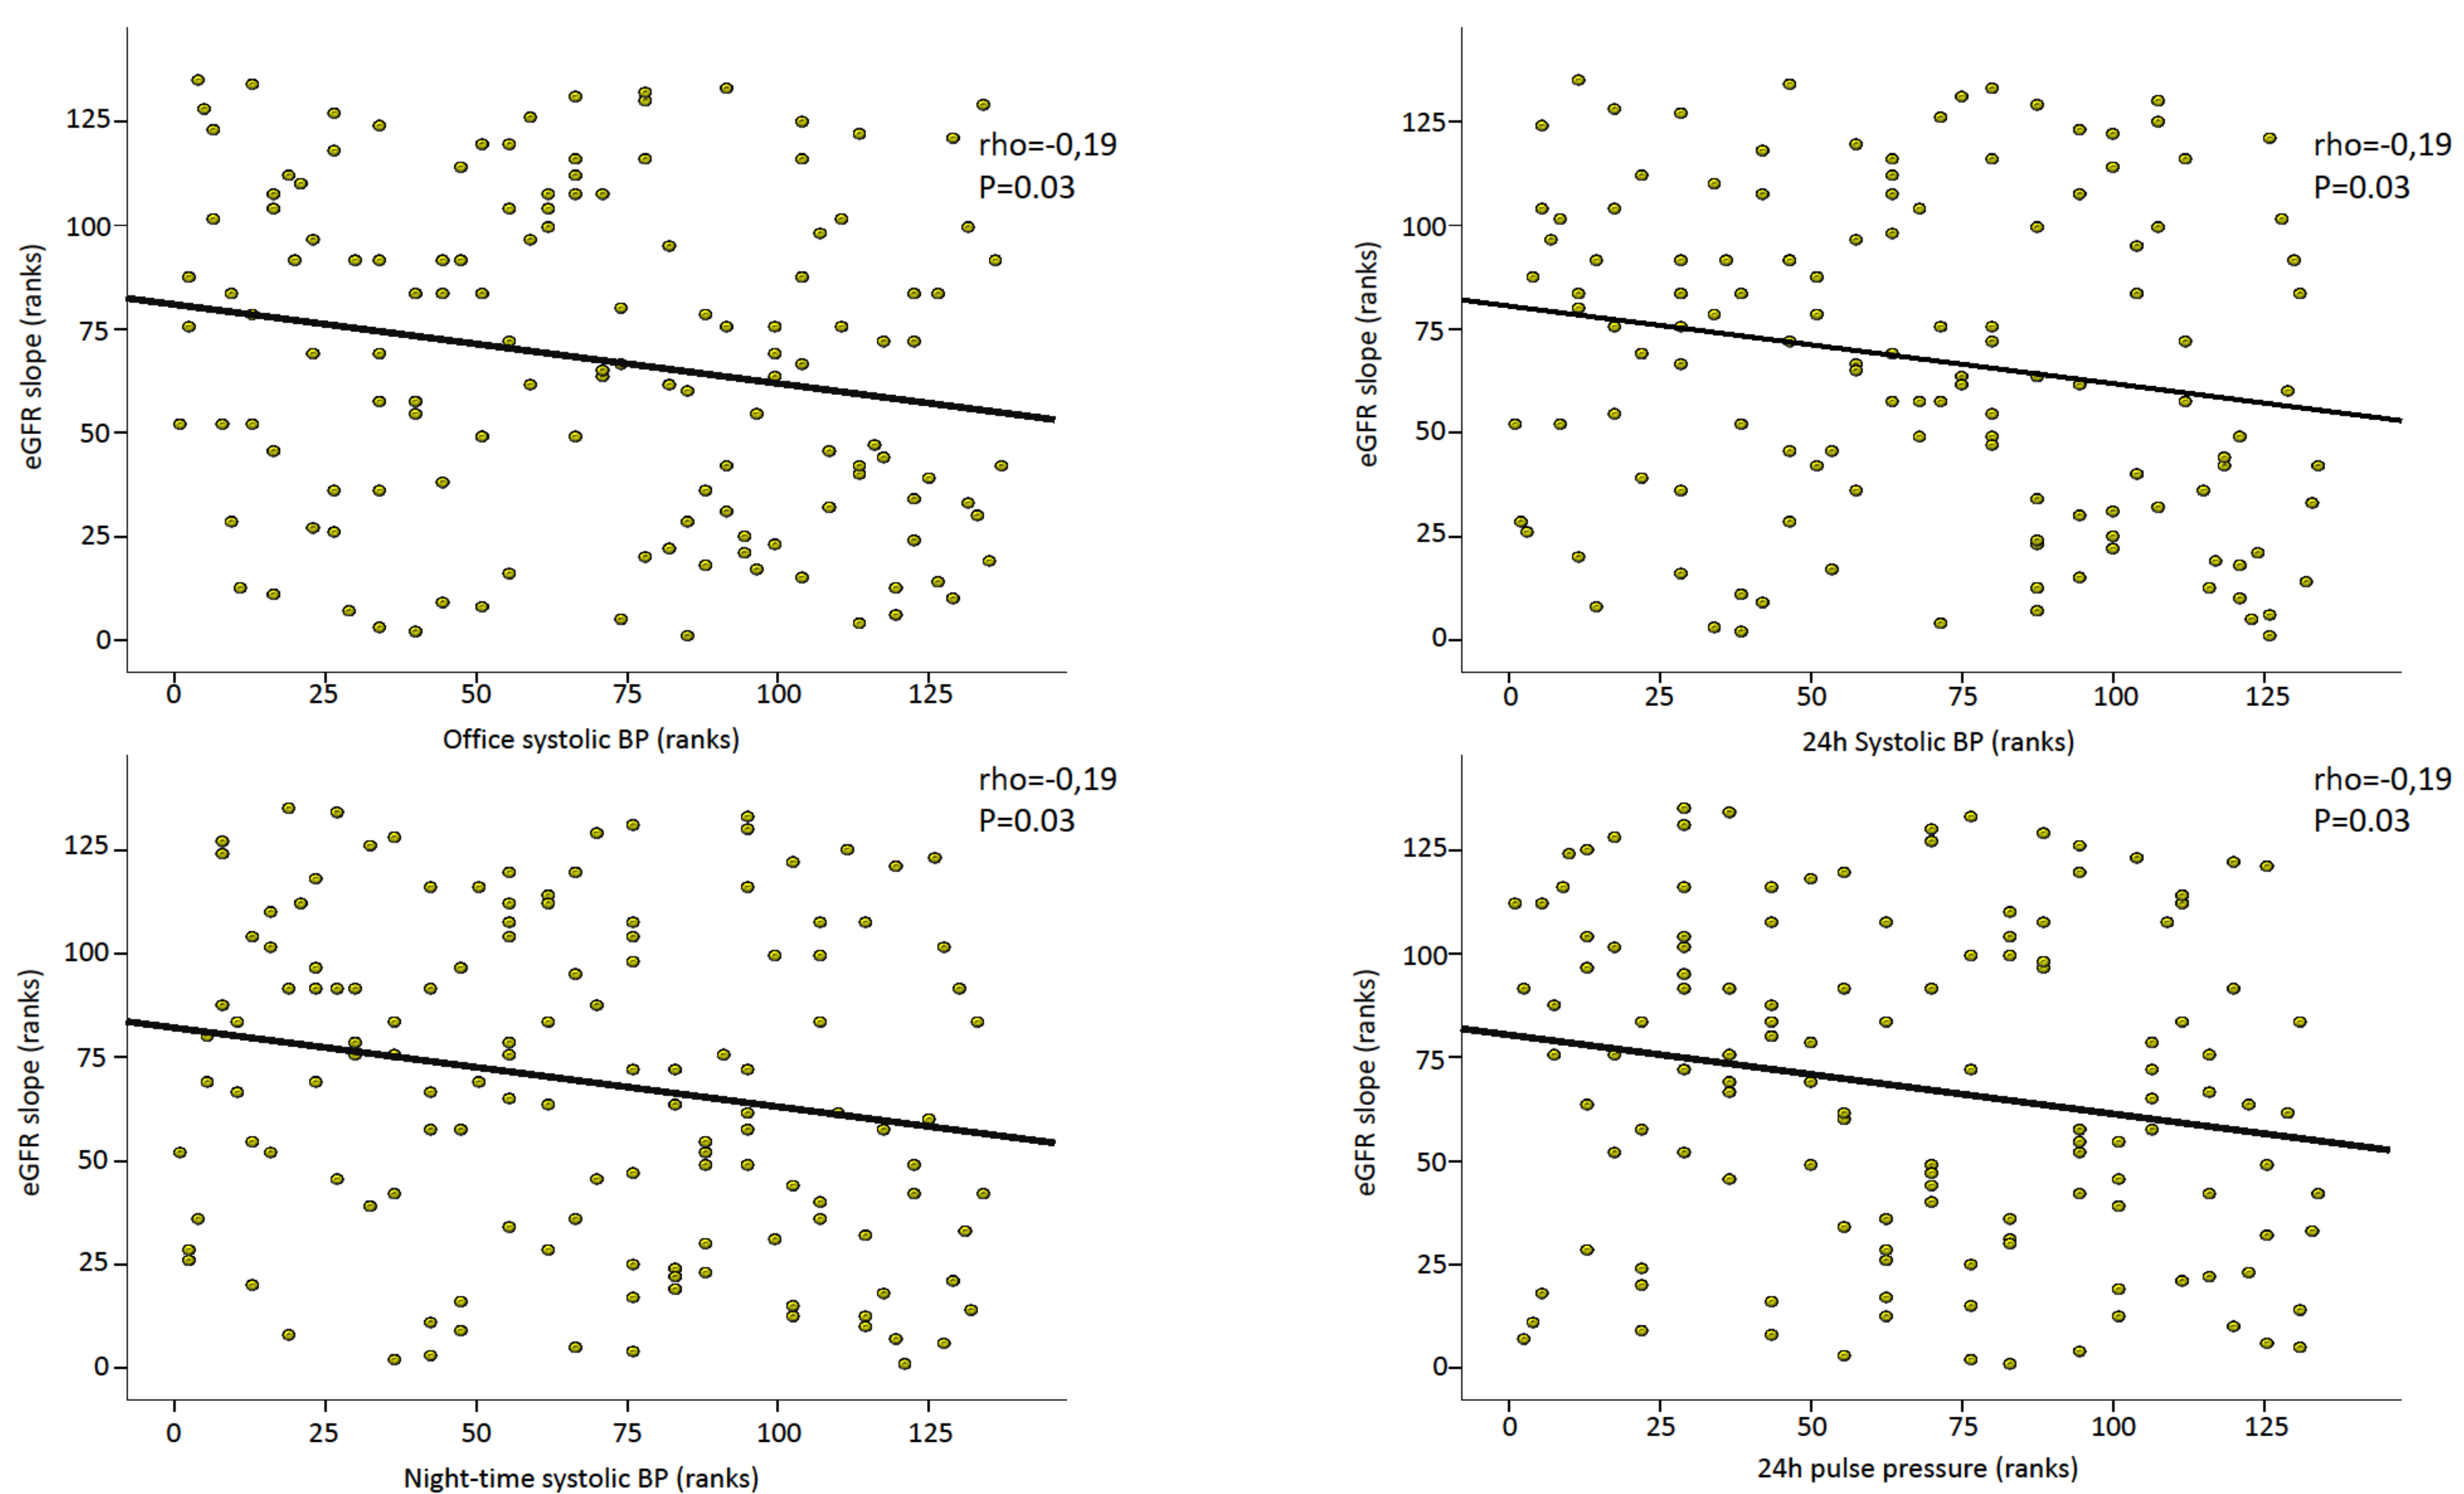 125
100
75
50
25
0
eGFR slope (ranks)
rho=-0,19
P=0.03
0 25 50 75 100 125
Office systolic BP (ranks)
125
100
75
50
25
0
eGFR slope (ranks)
rho=-0,19
P=0.03
0 25 50 75 100 125
24h Systolic BP (ranks)
125
100
75
50
25
0
eGFR slope (ranks)
rho=-0,19
P=0.03
0 25 50 75 100 125
Night-time systolic BP (ranks)
125
100
75
50
25
0
eGFR slope (ranks)
rho=-0,19
P=0.03
0 25 50 75 100 125
24h pulse pressure (ranks)